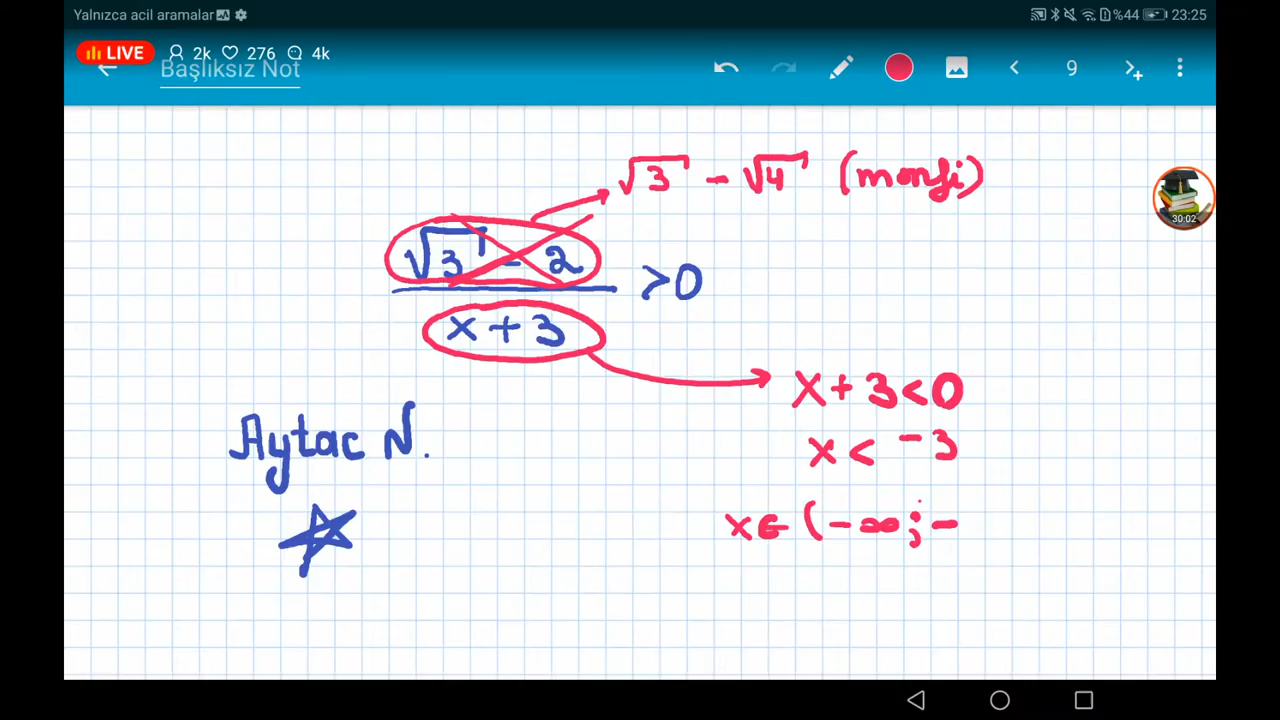 Yalnızca acil aramalar %44 23:25
LIVE 2k 276 4k
Başlıksız Not 9
√3 - √4 (mənfi)
√3 - 2
x + 3
>0
30:02
x + 3 < 0
x < -3
x ∈ (-∞; -
Aytac N.